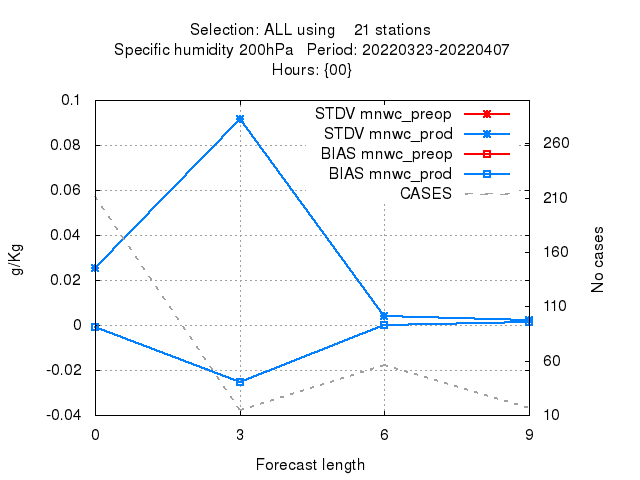 Selection: ALL using    21 stations
Specific humidity 200hPa   Period: 20220323-20220407
Hours: {00}
STDV mnwc_preop
STDV mnwc_prod
BIAS mnwc_preop
BIAS mnwc_prod
CASES
g/Kg
0.1
0.08
0.06
0.04
0.02
0
-0.02
-0.04
No cases
260
210
160
110
60
10
0 3 6 9
Forecast length